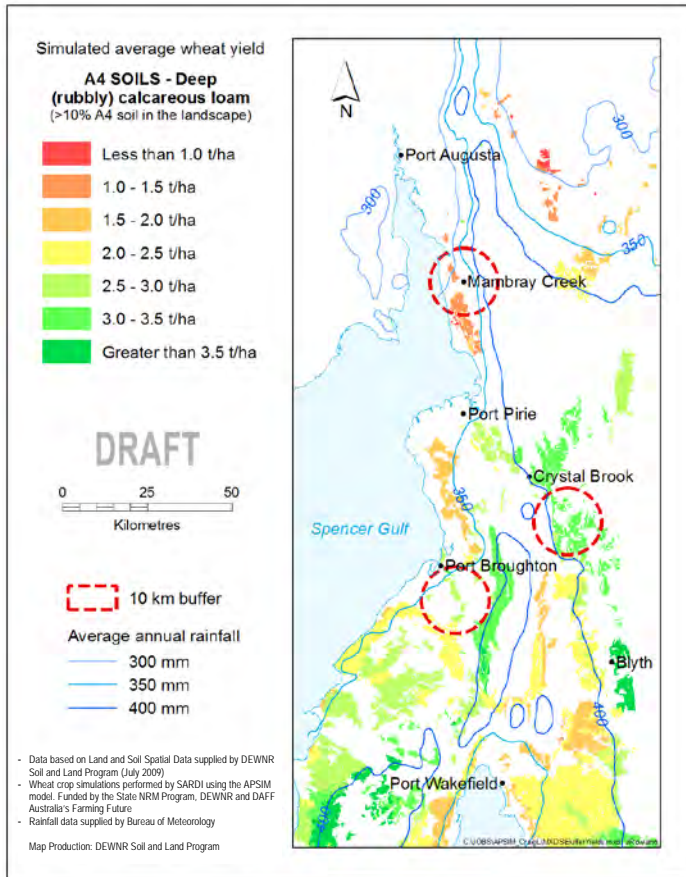 Simulated average wheat yield
A4 SOILS - Deep
(rubbly) calcareous loam
(>10% A4 soil in the landscape)
Less than 1.0 t/ha
1.0 - 1.5 t/ha
1.5 - 2.0 t/ha
2.0 - 2.5 t/ha
2.5 - 3.0 t/ha
3.0 - 3.5 t/ha
Greater than 3.5 t/ha
DRAFT
0 25 50
Kilometres
10 km buffer
Average annual rainfall
300 mm
350 mm
400 mm
- Data based on Land and Soil Spatial Data supplied by DEWNR
Soil and Land Program (July 2009)
- Wheat crop simulations performed by SARDI using the APSIM
model. Funded by the State NRM Program, DEWNR and DAFF
Australia's Farming Future
- Rainfall data supplied by Bureau of Meteorology
Map Production: DEWNR Soil and Land Program
N
300
Port Augusta
300
350
Mambray Creek
Port Pirie
Crystal Brook
350
Spencer Gulf
Port Broughton
Blyth
400
Port Wakefield
400